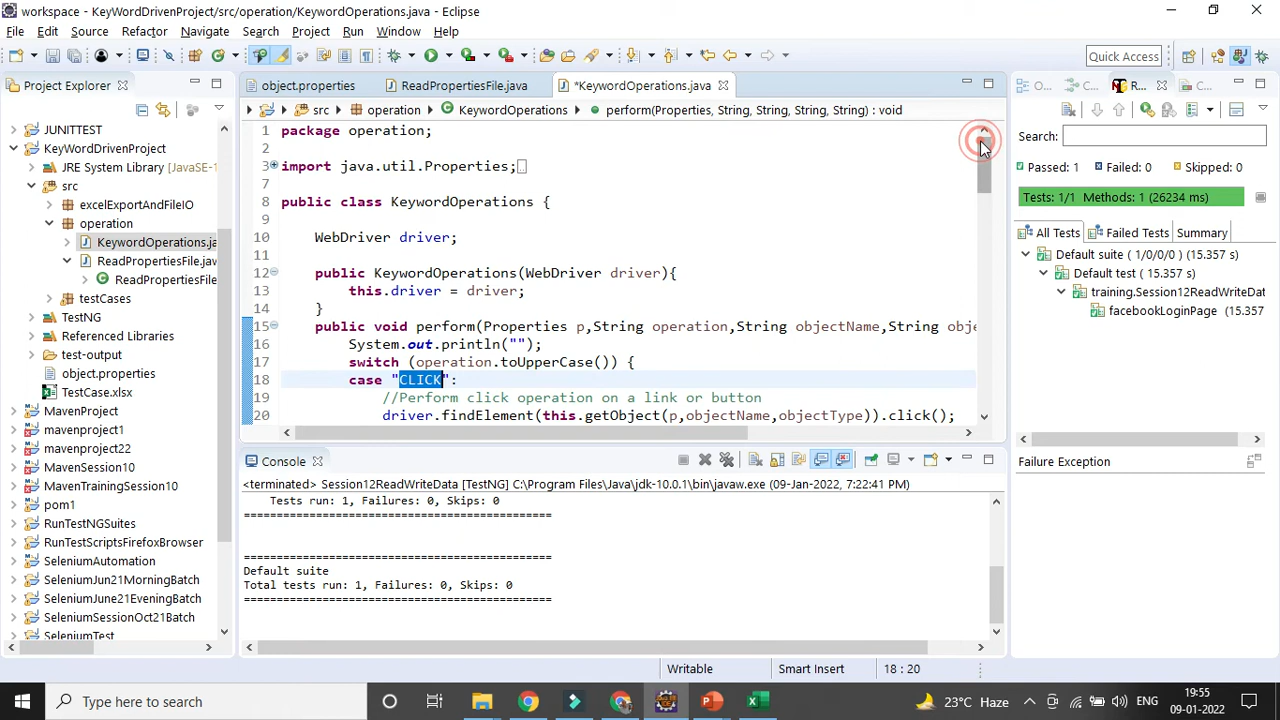 workspace - KeyWordDrivenProject/src/operation/KeywordOperations.java - Eclipse
File Edit Source Refactor Navigate Search Project Run Window Help
Quick Access
Project Explorer
object.properties ReadPropertiesFile.java *KeywordOperations.java
O... C... R... C...
src operation KeywordOperations perform(Properties, String, String, String, String) : void
JUNITTEST
KeyWordDrivenProject
JRE System Library [JavaSE-1.8]
src
excelExportAndFileIO
operation
KeywordOperations.ja
ReadPropertiesFile.jav
ReadPropertiesFile
testCases
TestNG
Referenced Libraries
test-output
object.properties
TestCase.xlsx
MavenProject
mavenproject1
mavenproject22
MavenSession10
MavenTrainingSession10
pom1
RunTestNGSuites
RunTestScriptsFirefoxBrowser
SeleniumAutomation
SeleniumJun21MorningBatch
SeleniumJune21EveningBatch
SeleniumSessionOct21Batch
SeleniumTest
1 package operation;
2
3 import java.util.Properties;
7
8 public class KeywordOperations {
9
10 WebDriver driver;
11
12 public KeywordOperations(WebDriver driver){
13 this.driver = driver;
14 }
15 public void perform(Properties p,String operation,String objectName,String obje
16 System.out.println("");
17 switch (operation.toUpperCase()) {
18 case "CLICK":
19 //Perform click operation on a link or button
20 driver.findElement(this.getObject(p,objectName,objectType)).click();
Console
<terminated> Session12ReadWriteData [TestNG] C:\Program Files\Java\jdk-10.0.1\bin\javaw.exe (09-Jan-2022, 7:22:41 PM)
Tests run: 1, Failures: 0, Skips: 0
===============================================
===============================================
Default suite
Total tests run: 1, Failures: 0, Skips: 0
===============================================
Search:
Passed: 1 Failed: 0 Skipped: 0
Tests: 1/1 Methods: 1 (26234 ms)
All Tests Failed Tests Summary
Default suite ( 1/0/0/0 ) (15.357 s)
Default test ( 15.357 s)
training.Session12ReadWriteDat
facebookLoginPage (15.357
Failure Exception
Writable Smart Insert 18 : 20
Type here to search
23°C Haze ENG 19:55
09-01-2022